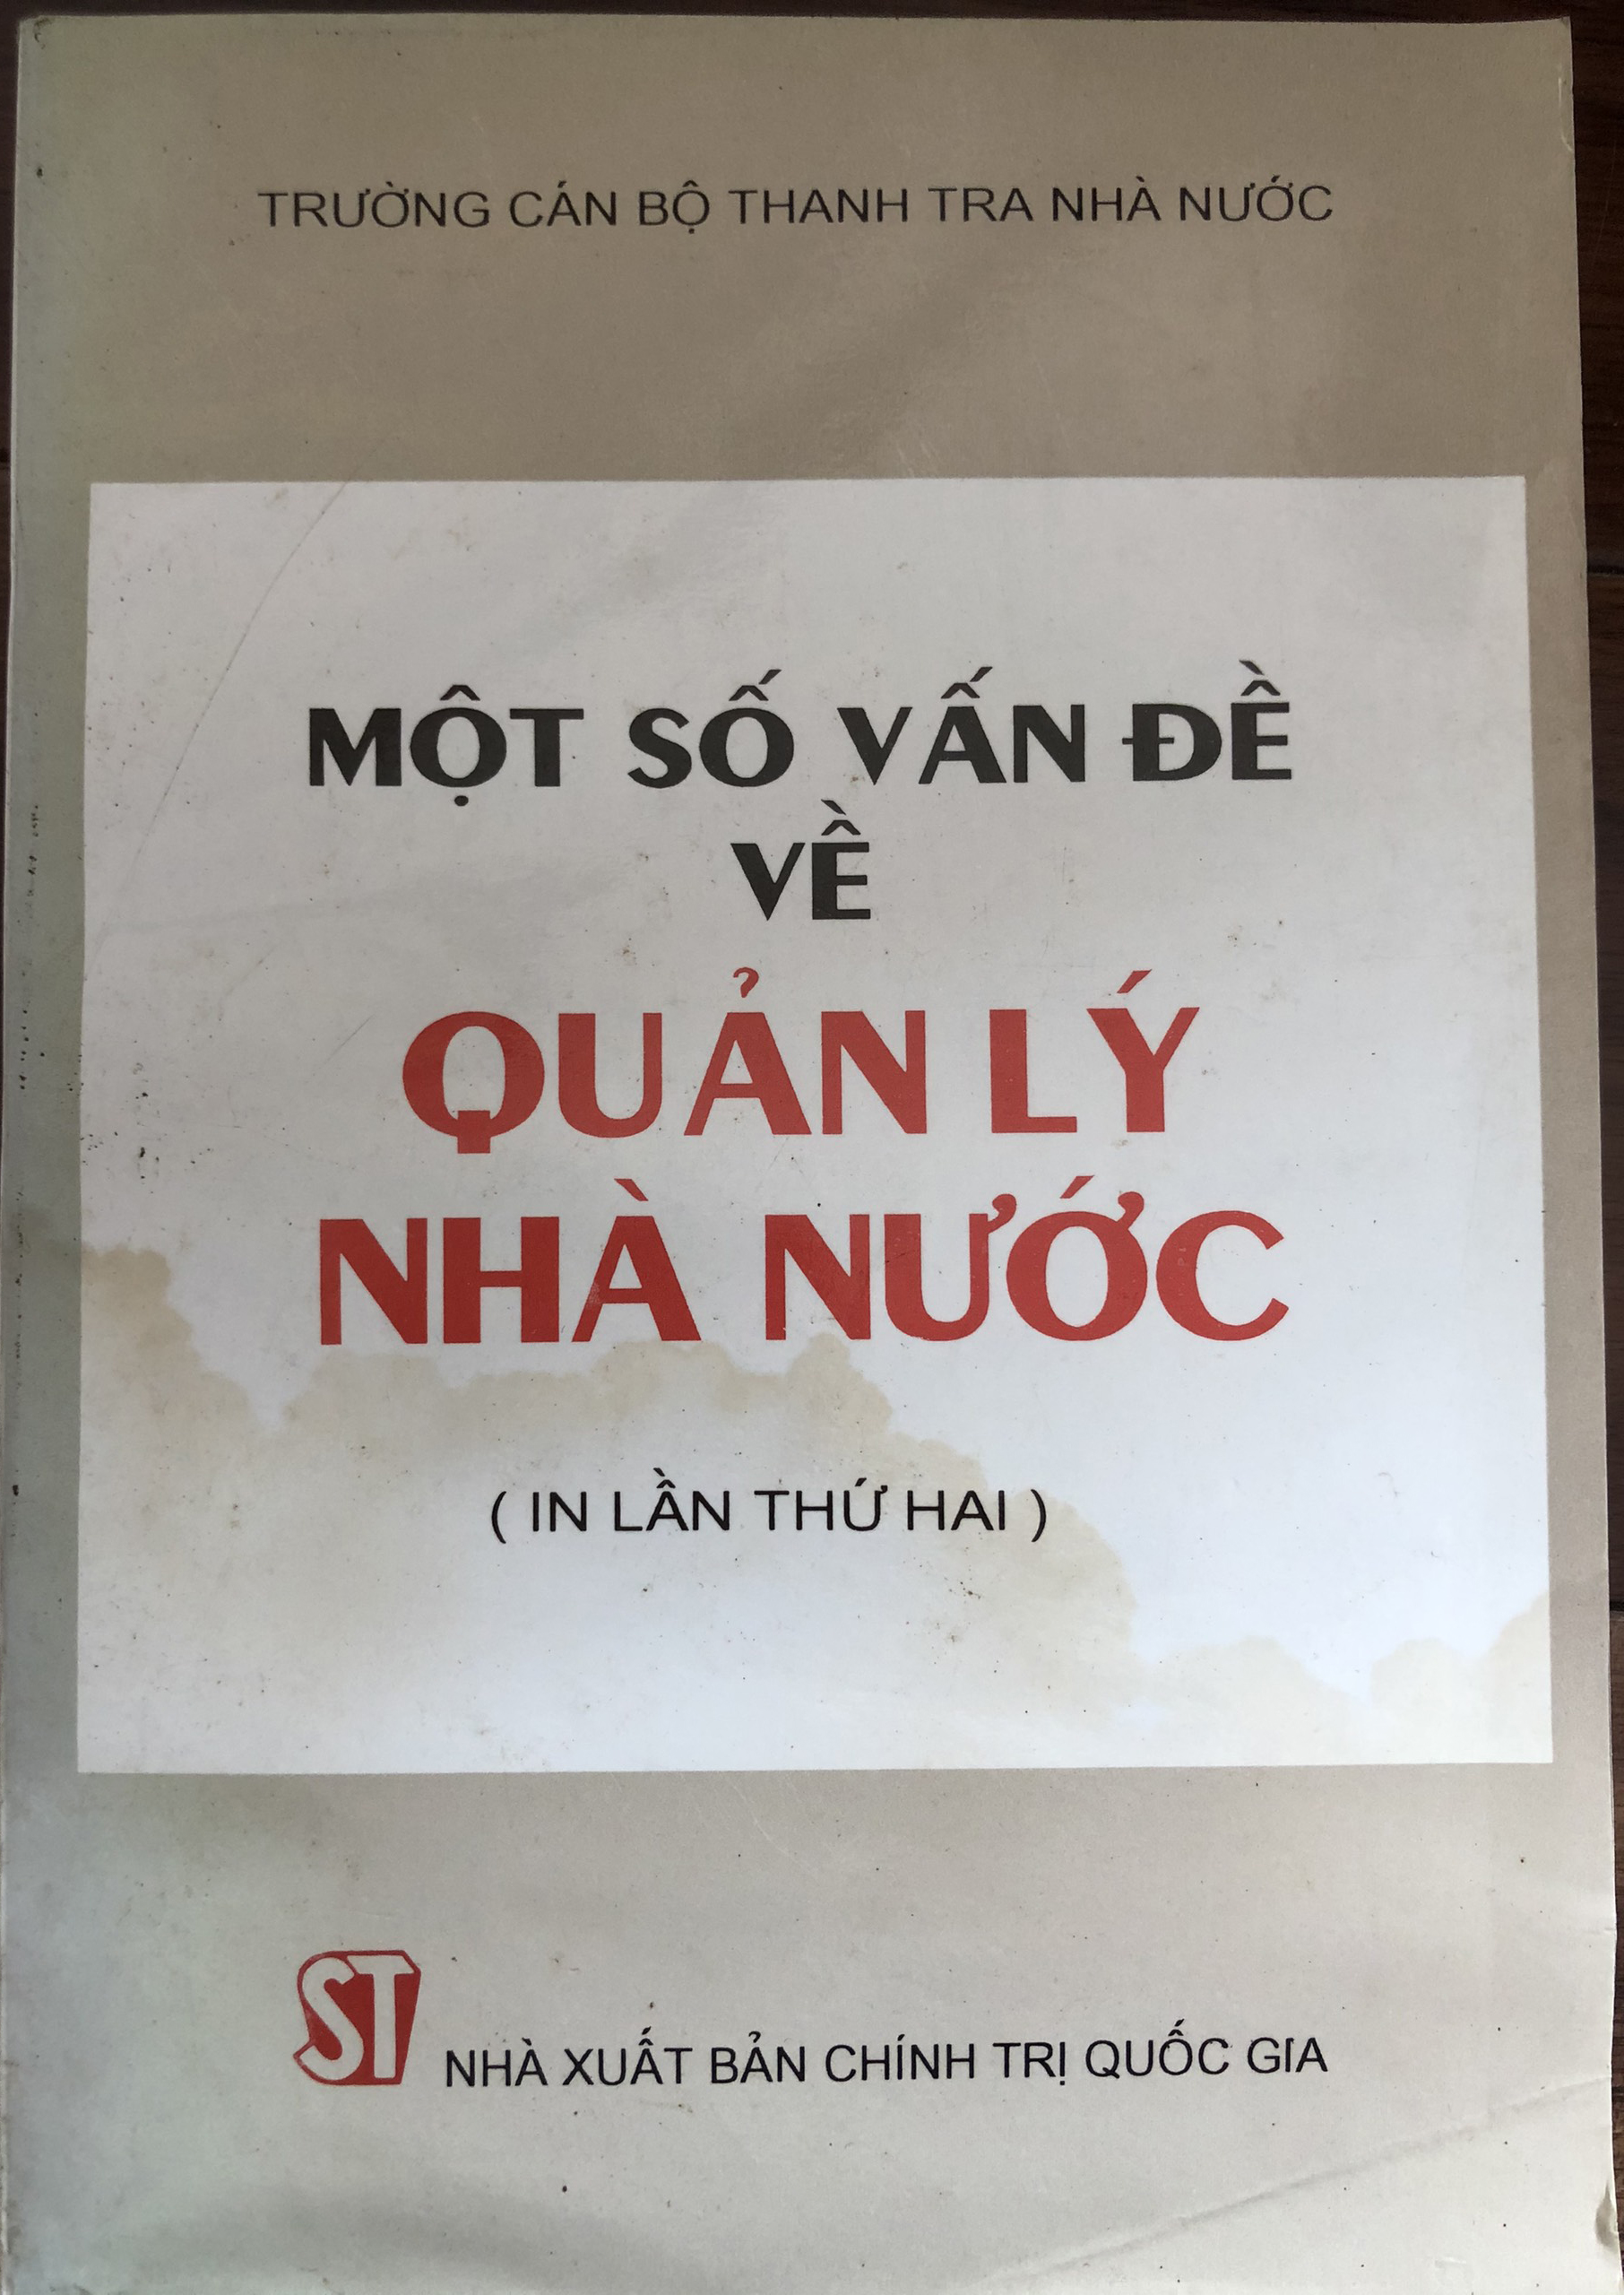 TRƯỜNG CÁN BỘ THANH TRA NHÀ NƯỚC
MỘT SỐ VẤN ĐỀ
VỀ
QUẢN LÝ
NHÀ NƯỚC
( IN LẦN THỨ HAI )
ST
NHÀ XUẤT BẢN CHÍNH TRỊ QUỐC GIA